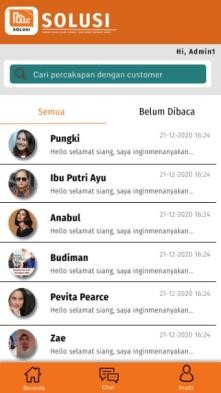 SOLUSI
SOLUSI
Hi, Admin1
Cari percakapan dengan customer
Semua
Belum Dibaca
Pungki
21-12-2020 16:24
Hello selamat siang, saya inginmenanyakan...
Ibu Putri Ayu
21-12-2020 16:24
Hello selamat siang, saya inginmenanyakan...
Anabul
21-12-2020 16:24
Hello selamat siang, saya inginmenanyakan...
Budiman
21-12-2020 16:24
Hello selamat siang, saya inginmenanyakan...
Pevita Pearce
21-12-2020 16:24
Hello selamat siang, saya inginmenanyakan...
Zae
21-12-2020 16:24
Hello selamat siang, saya inginmenanyakan...
Beranda
Chat
Profil